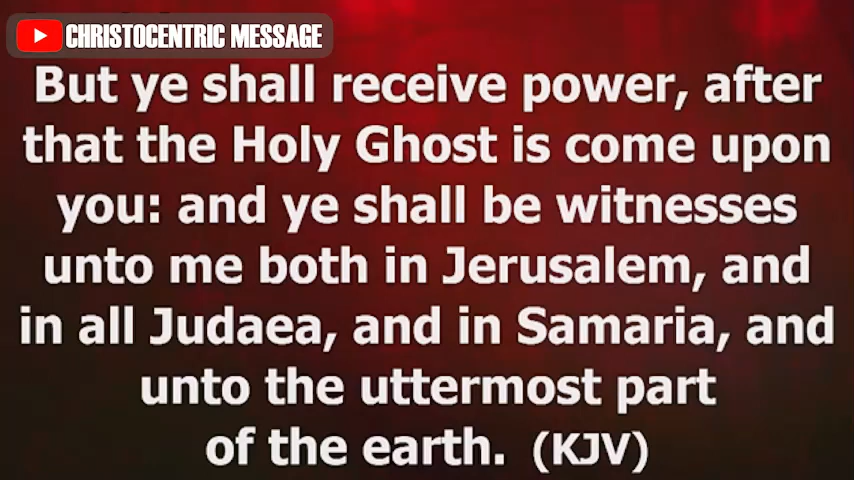 CHRISTOCENTRIC MESSAGE
But ye shall receive power, after
that the Holy Ghost is come upon
you: and ye shall be witnesses
unto me both in Jerusalem, and
in all Judaea, and in Samaria, and
unto the uttermost part
of the earth. (KJV)